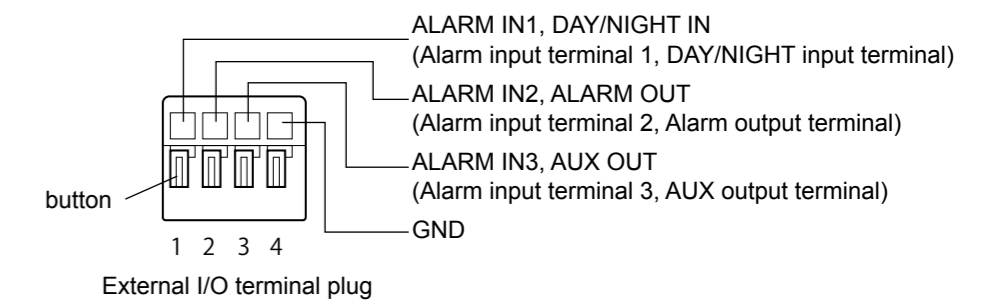 ALARM IN1, DAY/NIGHT IN
(Alarm input terminal 1, DAY/NIGHT input terminal)
ALARM IN2, ALARM OUT
(Alarm input terminal 2, Alarm output terminal)
ALARM IN3, AUX OUT
(Alarm input terminal 3, AUX output terminal)
button
GND
1 2 3 4
External I/O terminal plug